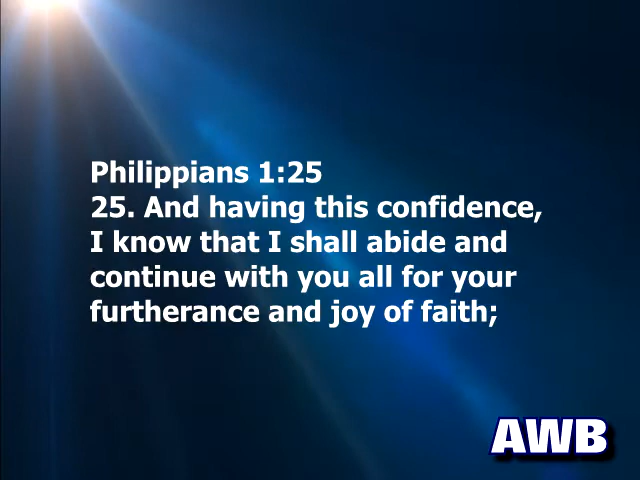 Philippians 1:25
25. And having this confidence,
I know that I shall abide and
continue with you all for your
furtherance and joy of faith;
AWB